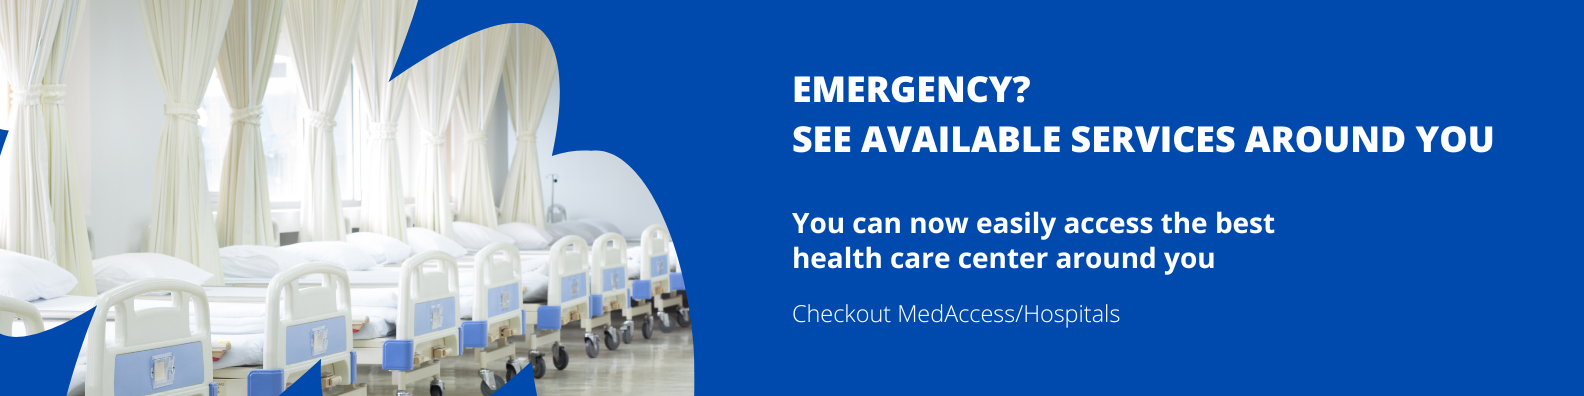 EMERGENCY?
SEE AVAILABLE SERVICES AROUND YOU
You can now easily access the best
health care center around you
Checkout MedAccess/Hospitals